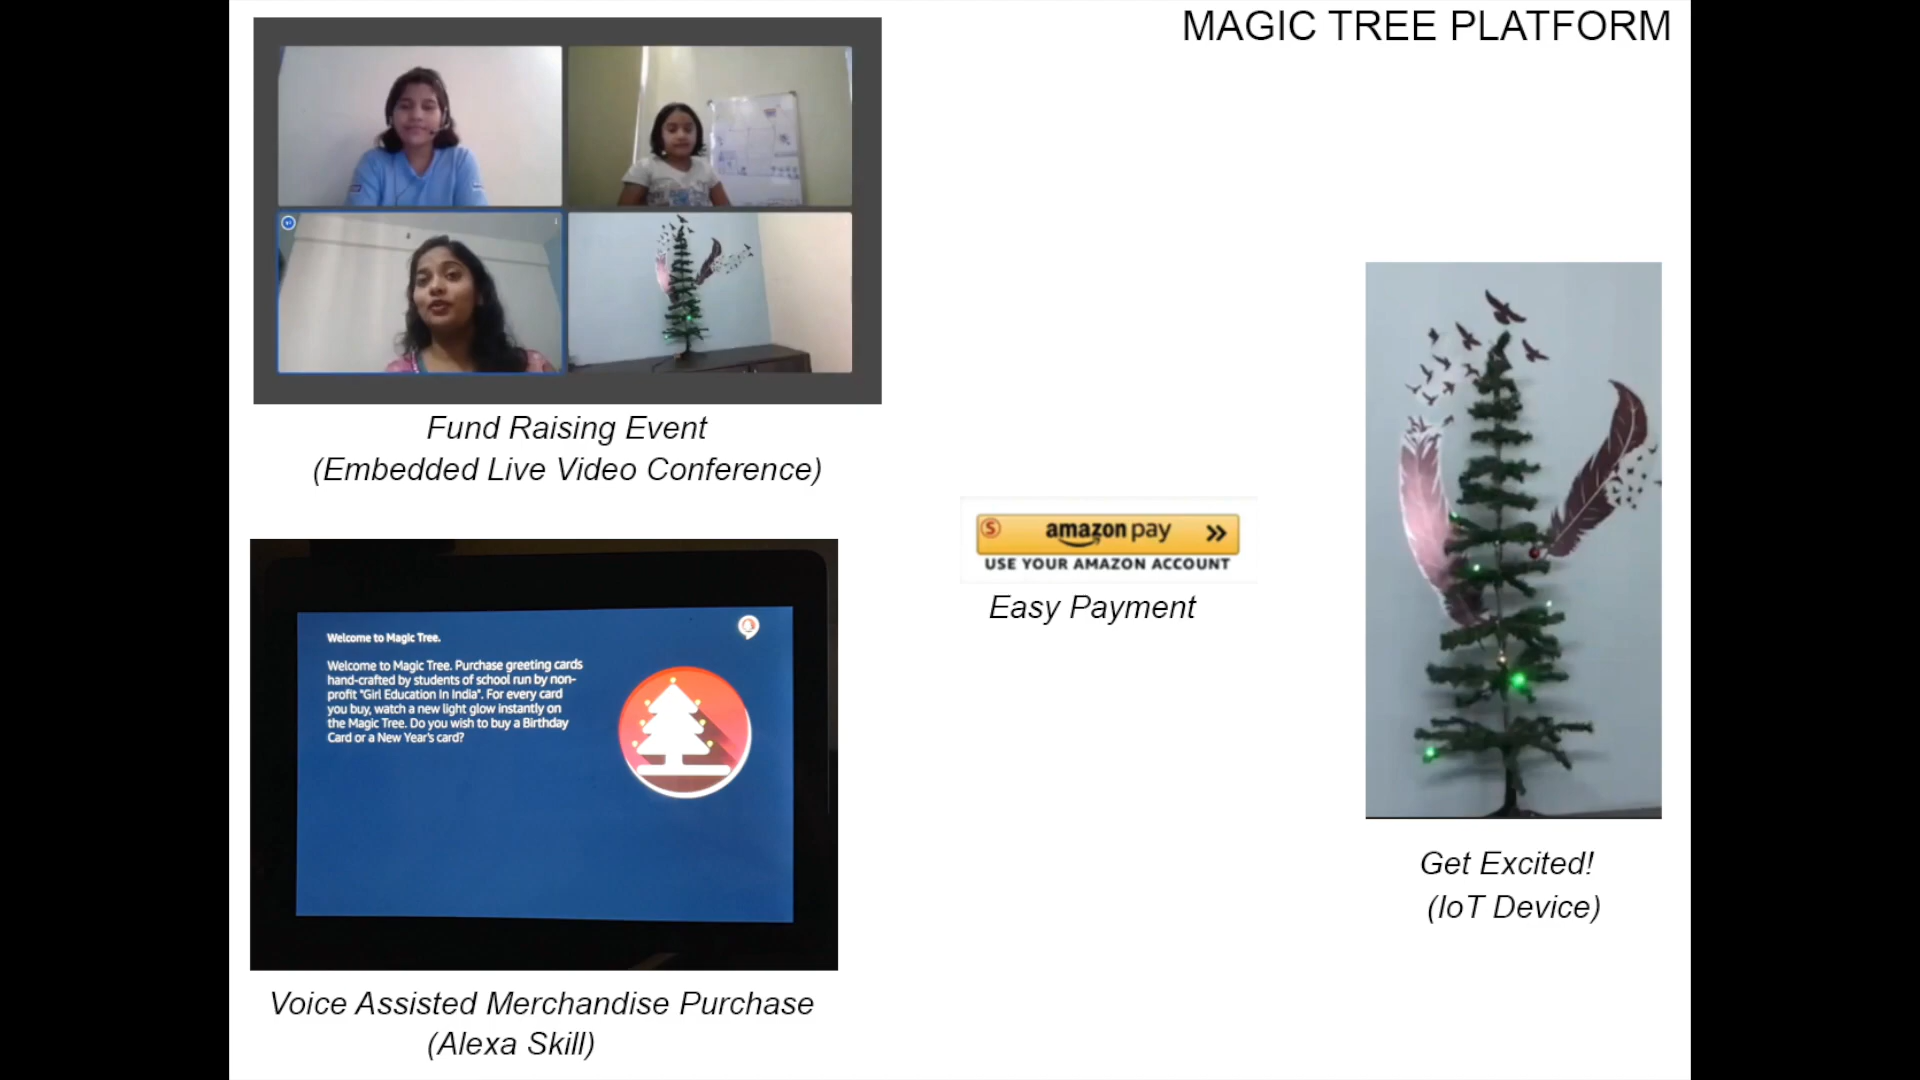 MAGIC TREE PLATFORM
Fund Raising Event
(Embedded Live Video Conference)
S
amazon pay
USE YOUR AMAZON ACCOUNT
Easy Payment
Welcome to Magic Tree.
Welcome to Magic Tree. Purchase greeting cards
hand-crafted by students of school run by non-
profit "Girl Education In India". For every card
you buy, watch a new light glow instantly on
the Magic Tree. Do you wish to buy a Birthday
Card or a New Year's card?
Voice Assisted Merchandise Purchase
(Alexa Skill)
Get Excited!
(IoT Device)